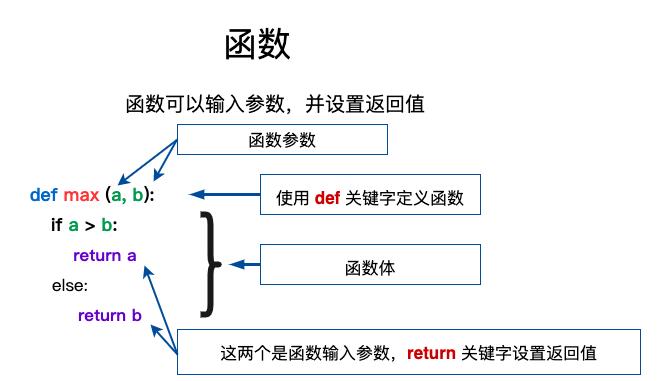 函数
函数可以输入参数，并设置返回值
函数参数
def max (a, b):
使用 def 关键字定义函数
if a > b:
return a
函数体
else:
return b
这两个是函数输入参数，return 关键字设置返回值